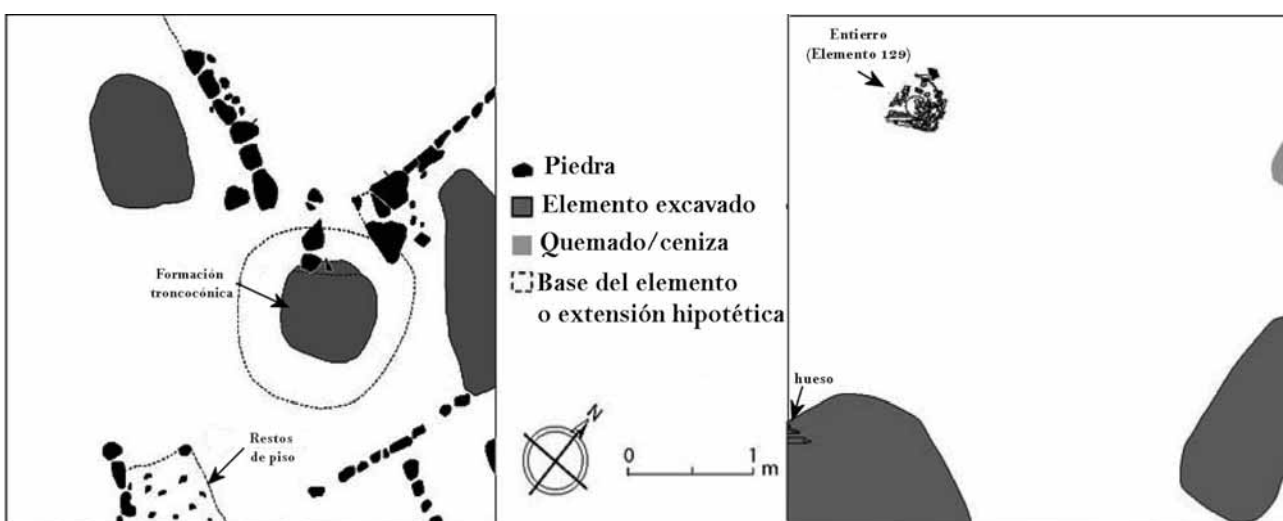 Formación
troncocónica
Restos
de piso
Piedra
Elemento excavado
Quemado/ceniza
Base del elemento
o extensión hipotética
N
0 1
m
Entierro
(Elemento 129)
hueso